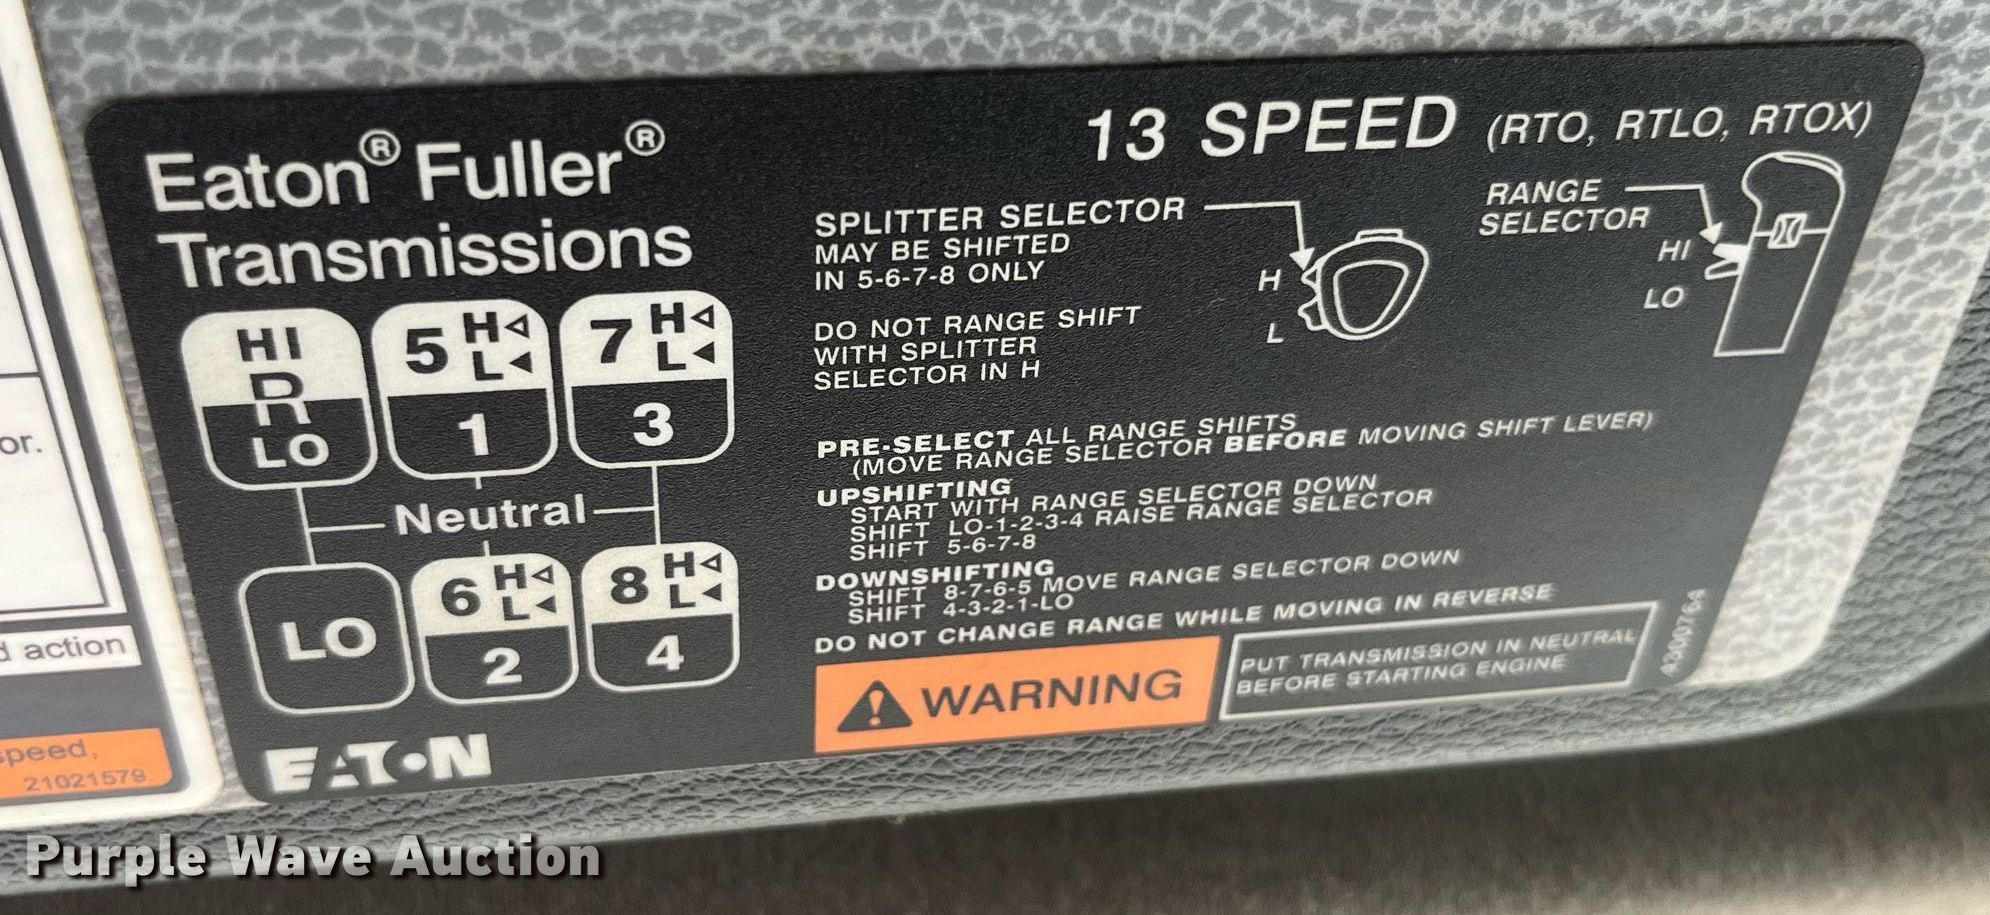 Eaton® Fuller®
Transmissions
HI
R
LO
5 H
L
1
7 H
L
3
Neutral
LO
6 H
L
2
8 H
L
4
EATON
13 SPEED (RTO, RTLO, RTOX)
SPLITTER SELECTOR
MAY BE SHIFTED
IN 5-6-7-8 ONLY
H
L
RANGE
SELECTOR
HI
LO
DO NOT RANGE SHIFT
WITH SPLITTER
SELECTOR IN H
PRE-SELECT ALL RANGE SHIFTS
(MOVE RANGE SELECTOR BEFORE MOVING SHIFT LEVER)
UPSHIFTING
START WITH RANGE SELECTOR DOWN
SHIFT LO-1-2-3-4 RAISE RANGE SELECTOR
SHIFT 5-6-7-8
DOWNSHIFTING
SHIFT 8-7-6-5 MOVE RANGE SELECTOR DOWN
SHIFT 4-3-2-1-LO
DO NOT CHANGE RANGE WHILE MOVING IN REVERSE
WARNING
PUT TRANSMISSION IN NEUTRAL
BEFORE STARTING ENGINE
or.
action
speed,
21021579
Purple Wave Auction